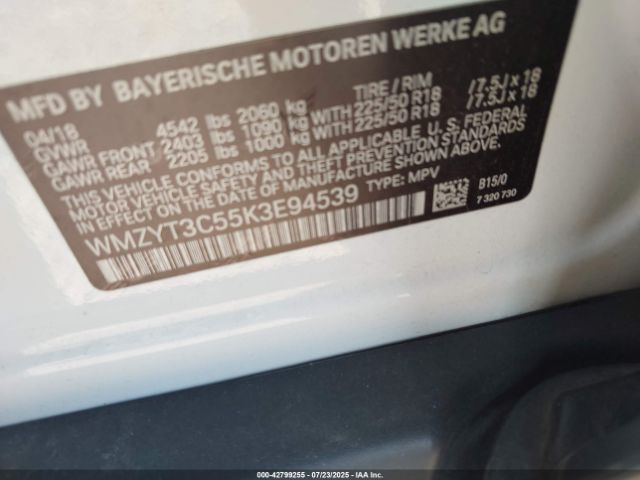 MFD BY BAYERISCHE MOTOREN WERKE AG
04/18 TIRE / RIM
GVWR 4542 lbs 2060 kg
GAWR FRONT 2403 lbs 1090 kg WITH 225/50 R18 / 7.5J x 18
GAWR REAR 2205 lbs 1000 kg WITH 225/50 R18 / 7.5J x 18
THIS VEHICLE CONFORMS TO ALL APPLICABLE U. S. FEDERAL
MOTOR VEHICLE SAFETY AND THEFT PREVENTION STANDARDS
IN EFFECT ON THE DATE OF MANUFACTURE SHOWN ABOVE.
WMZYT3C55K3E94539 TYPE: MPV
B15/0
7 320 730
000-42799255 - 07/23/2025 - IAA Inc.